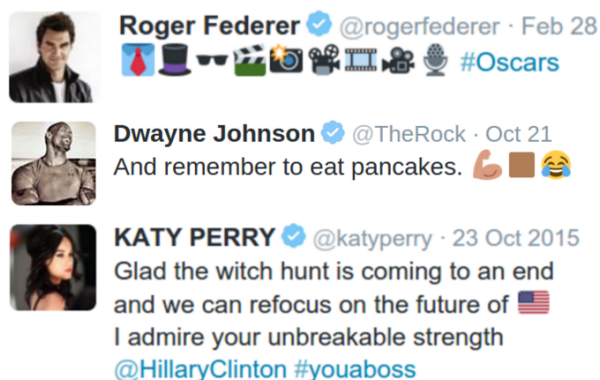 Roger Federer @rogerfederer · Feb 28
👔🎩🕶🎬📸📽🎞🎥🎙 #Oscars
Dwayne Johnson @TheRock · Oct 21
And remember to eat pancakes. 💪🏽😂
KATY PERRY @katyperry · 23 Oct 2015
Glad the witch hunt is coming to an end
and we can refocus on the future of 🇺🇸
I admire your unbreakable strength
@HillaryClinton #youaboss